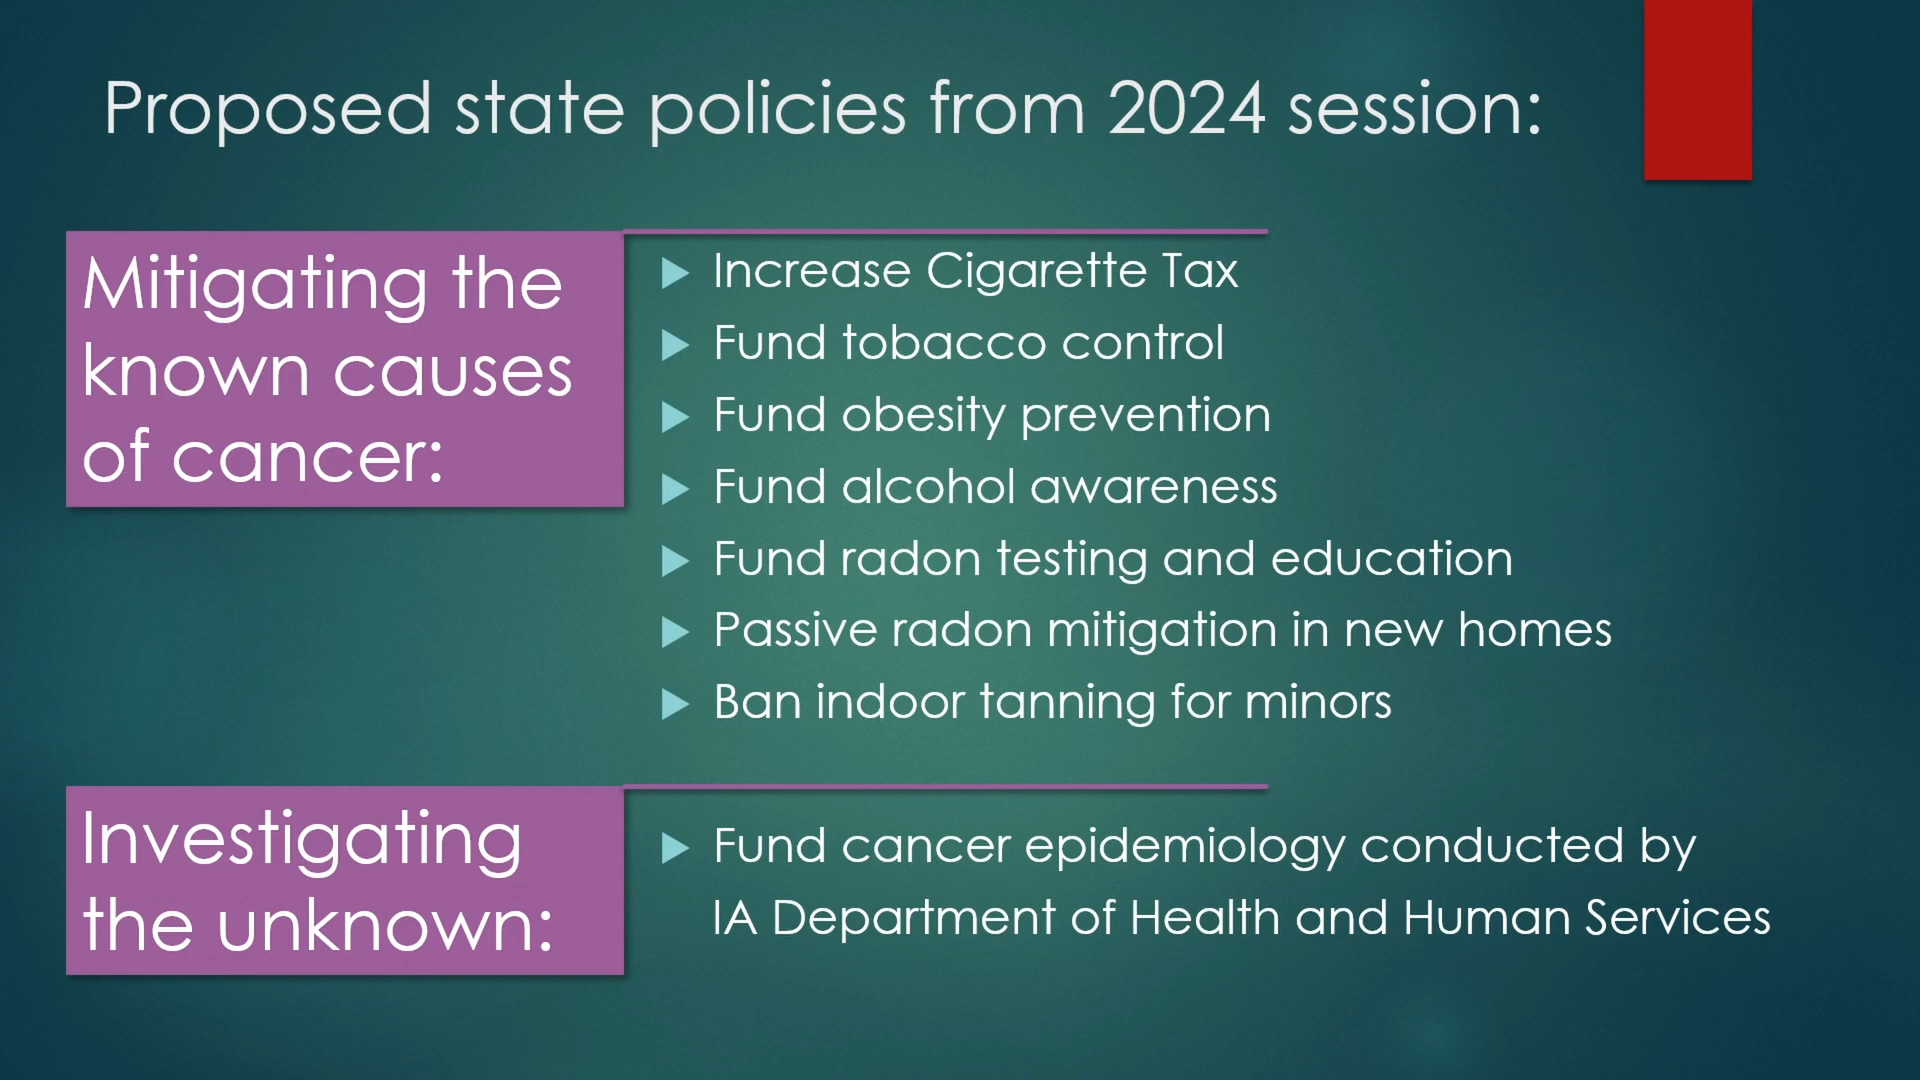 Proposed state policies from 2024 session:
Mitigating the
known causes
of cancer:
Increase Cigarette Tax
Fund tobacco control
Fund obesity prevention
Fund alcohol awareness
Fund radon testing and education
Passive radon mitigation in new homes
Ban indoor tanning for minors
Investigating
the unknown:
Fund cancer epidemiology conducted by
IA Department of Health and Human Services